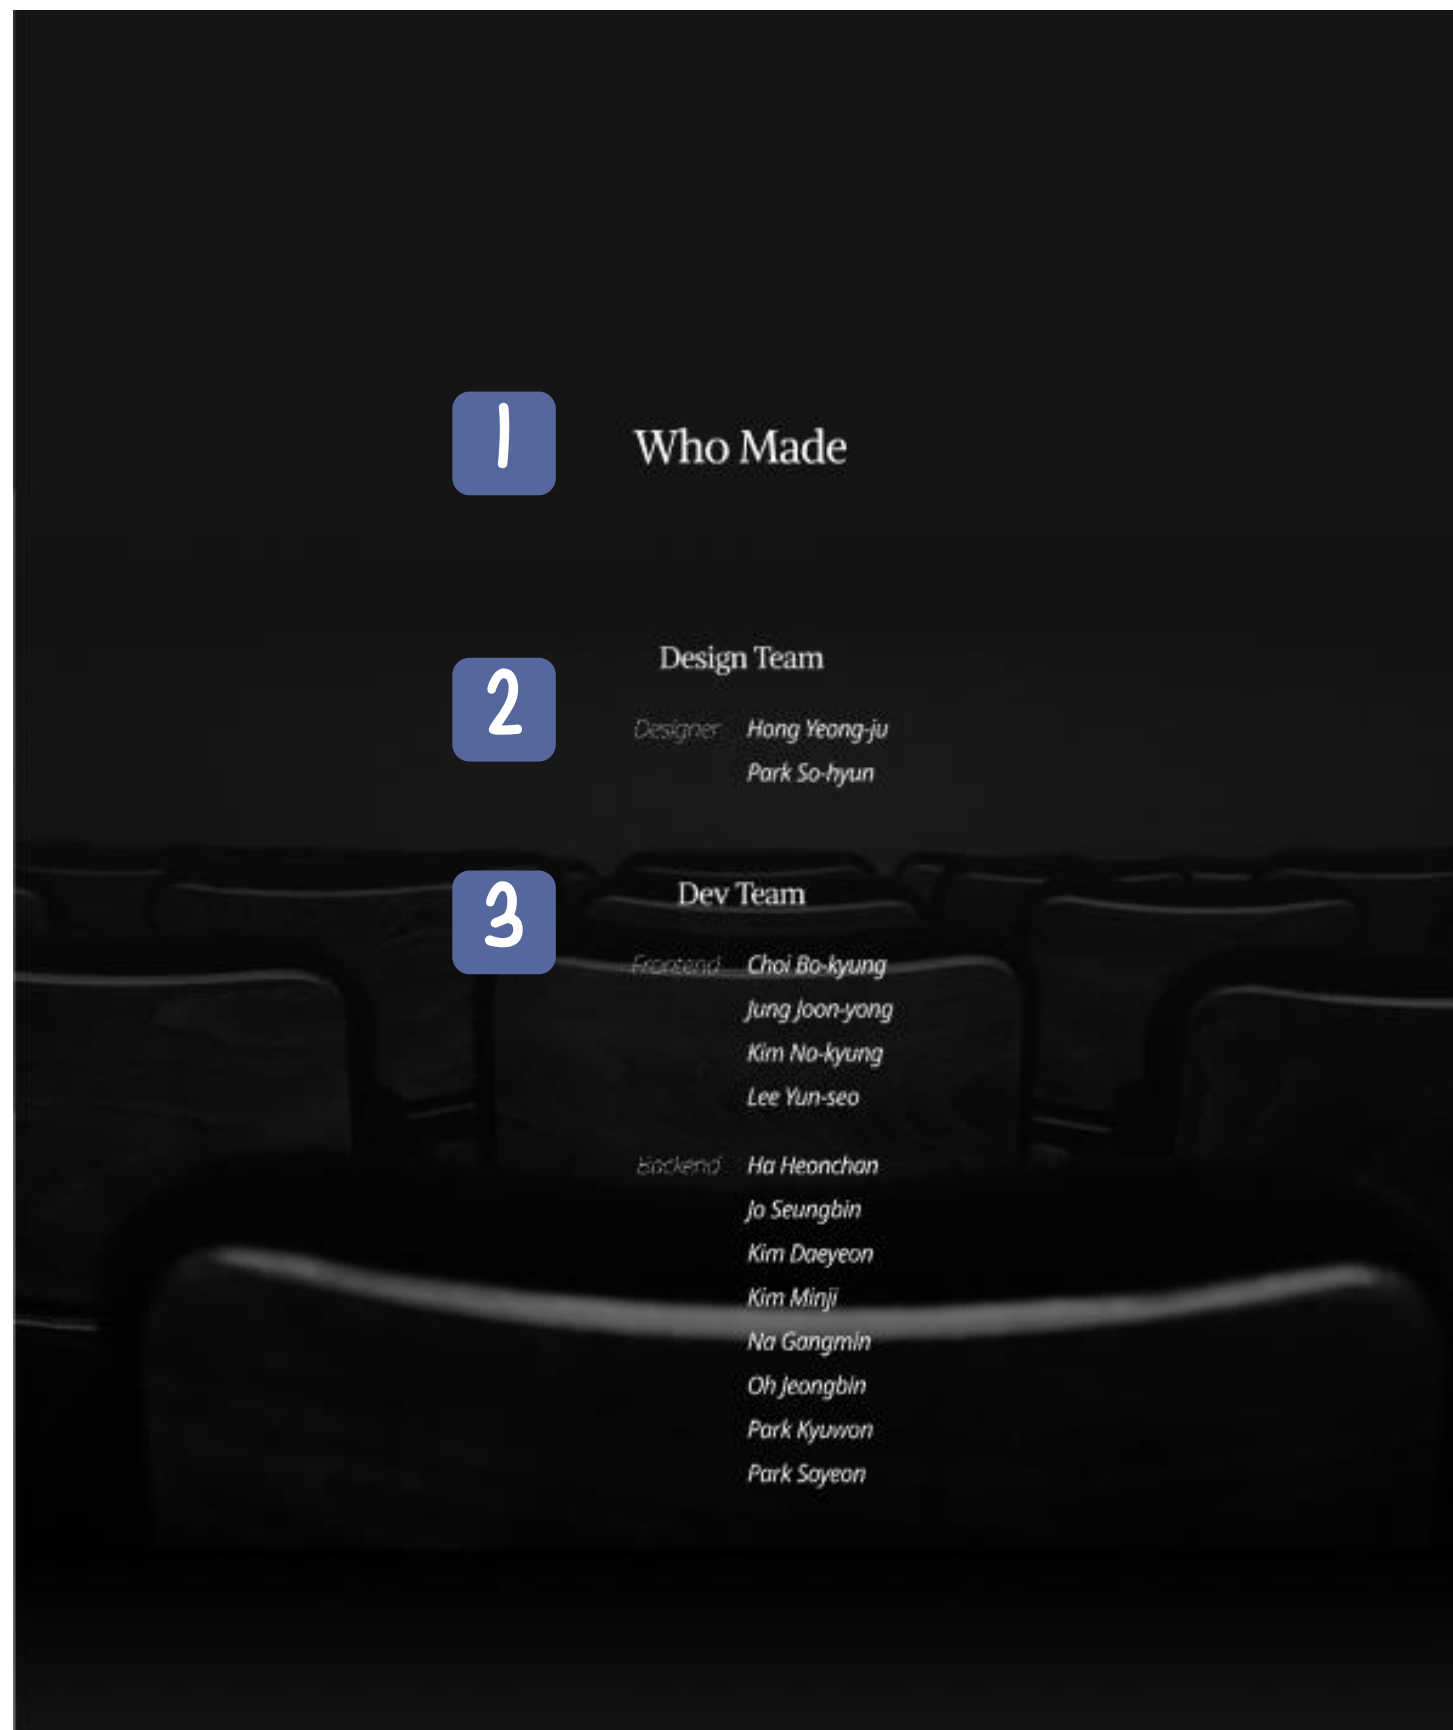 1
Who Made
2
Design Team
Designer Hong Yeong-ju
Park So-hyun
3
Dev Team
Frontend Choi Bo-kyung
Jung Joon-yong
Kim Na-kyung
Lee Yun-seo
Backend Ha Heonchan
Jo Seungbin
Kim Daeyeon
Kim Minji
Na Gangmin
Oh Jeongbin
Park Kyuwon
Park Sayeon